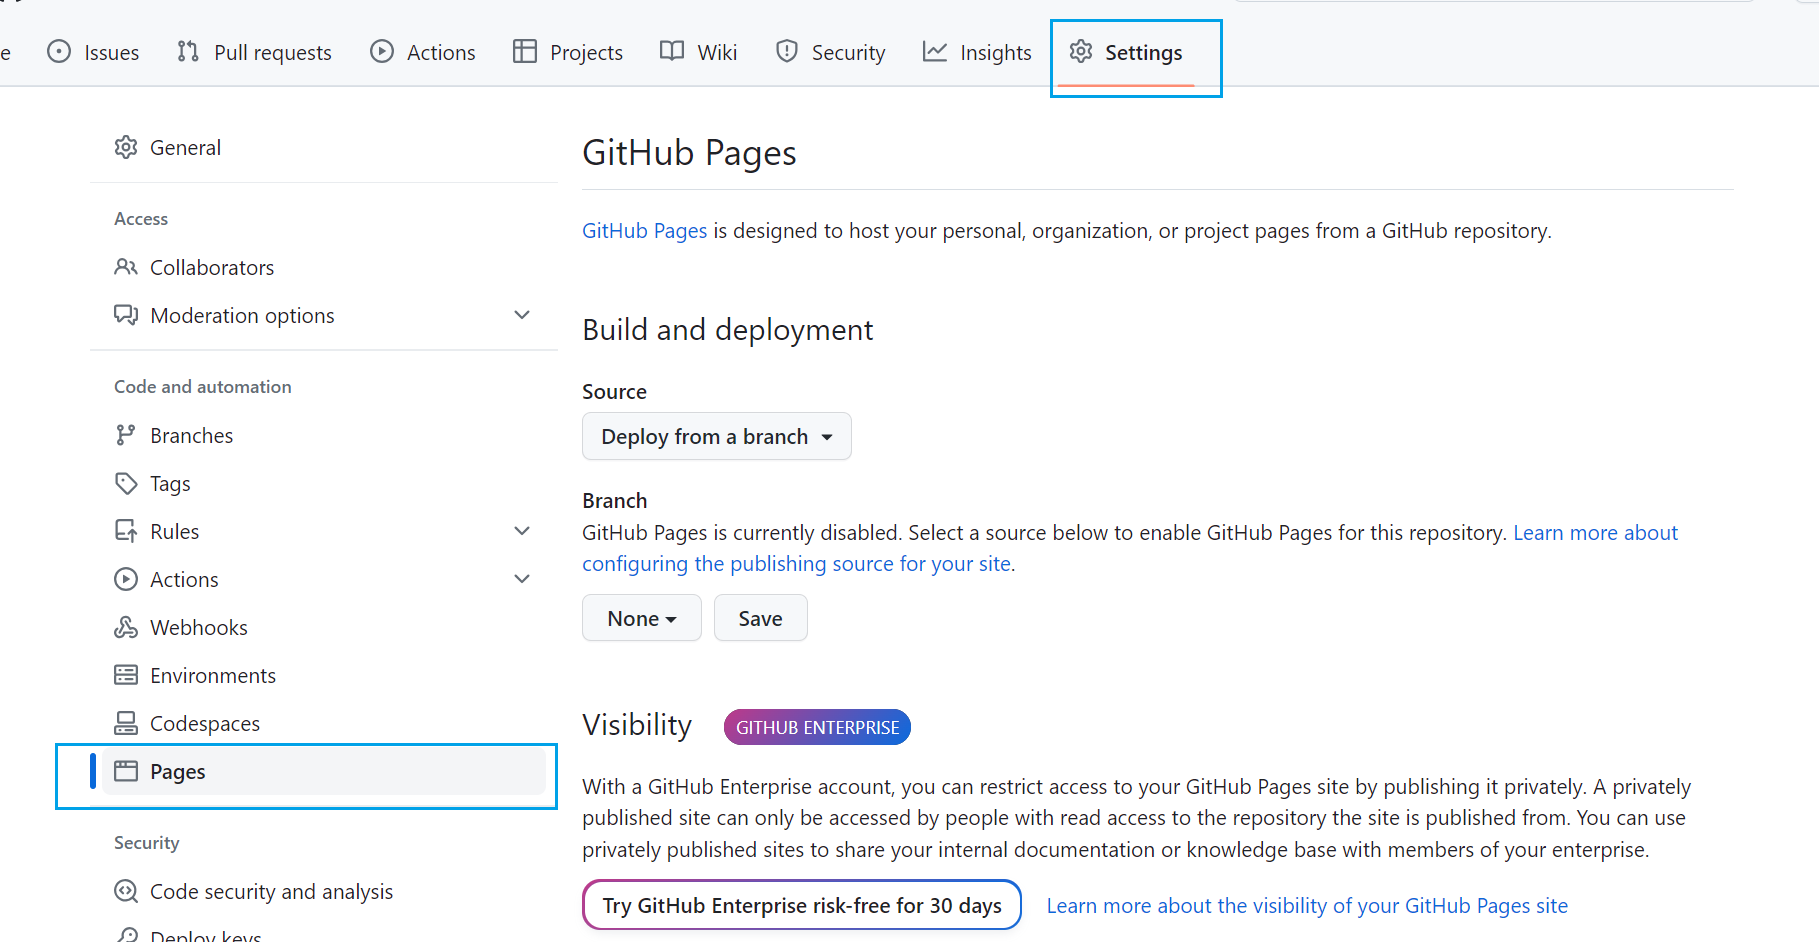 e
Issues
Pull requests
Actions
Projects
Wiki
Security
Insights
Settings
General
Access
Collaborators
Moderation options
Code and automation
Branches
Tags
Rules
Actions
Webhooks
Environments
Codespaces
Pages
Security
Code security and analysis
Deploy keys
GitHub Pages
GitHub Pages is designed to host your personal, organization, or project pages from a GitHub repository.
Build and deployment
Source
Deploy from a branch
Branch
GitHub Pages is currently disabled. Select a source below to enable GitHub Pages for this repository. Learn more about
configuring the publishing source for your site.
None
Save
Visibility
GITHUB ENTERPRISE
With a GitHub Enterprise account, you can restrict access to your GitHub Pages site by publishing it privately. A privately
published site can only be accessed by people with read access to the repository the site is published from. You can use
privately published sites to share your internal documentation or knowledge base with members of your enterprise.
Try GitHub Enterprise risk-free for 30 days
Learn more about the visibility of your GitHub Pages site